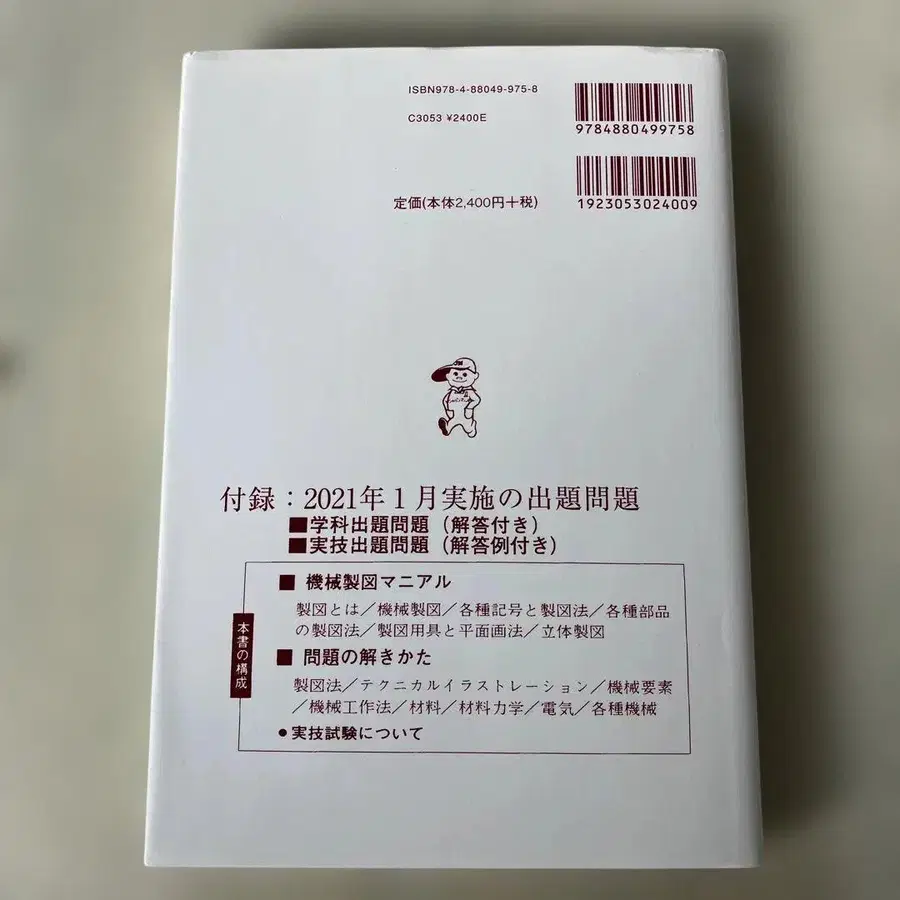 ISBN978-4-88049-975-8
C3053 ¥2400E
9784880499758
定価(本体2,400円+税)
1923053024009
付録：2021年1月実施の出題問題
■学科出題問題（解答付き）
■実技出題問題（解答例付き）
本書の構成
■ 機械製図マニアル
製図とは／機械製図／各種記号と製図法／各種部品
の製図法／製図用具と平面画法／立体製図
■ 問題の解きかた
製図法／テクニカルイラストレーション／機械要素
／機械工作法／材料／材料力学／電気／各種機械
●実技試験について